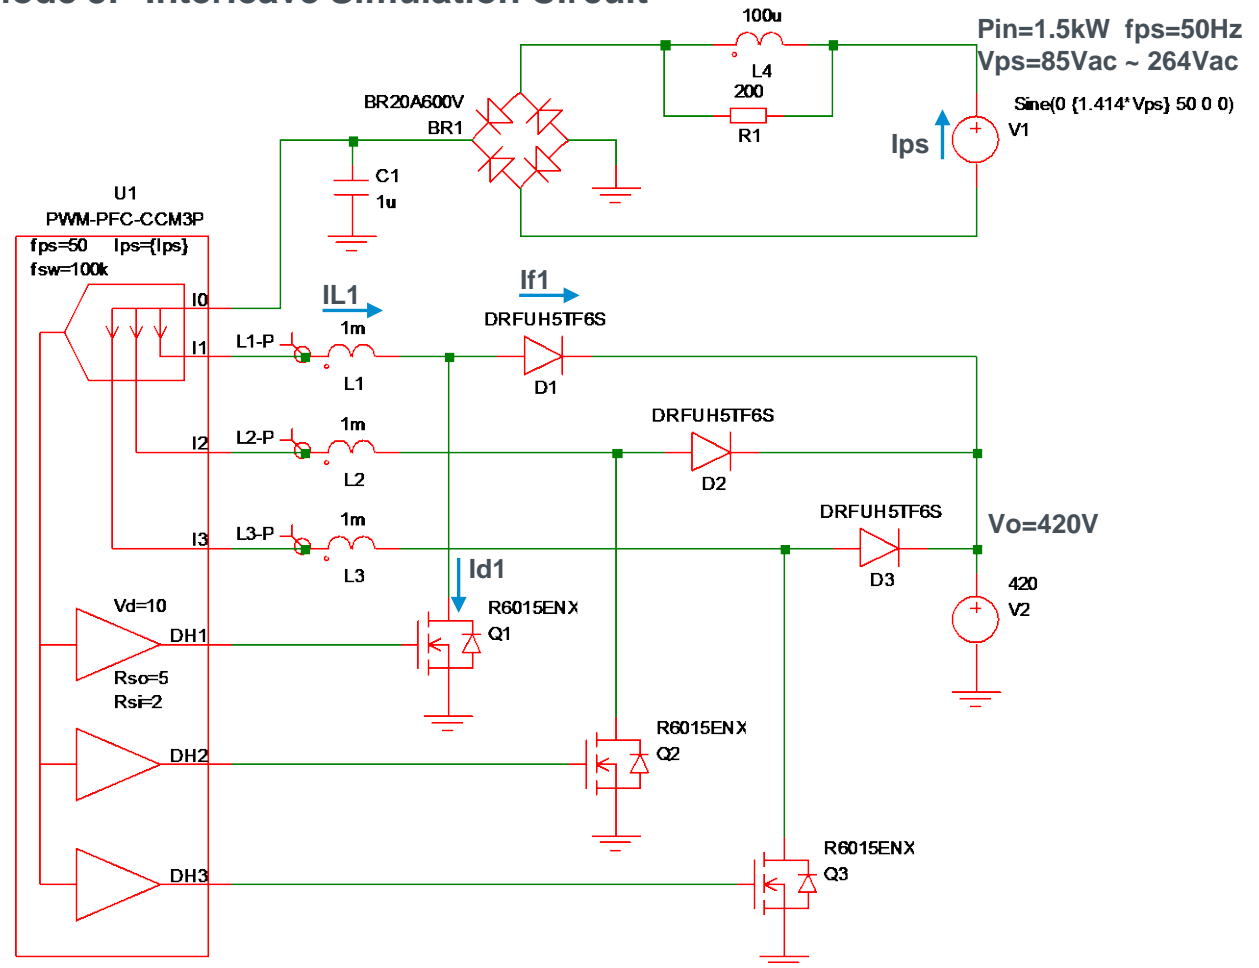 Interleave Simulation Circuit
100u
Pin=1.5kW fps=50Hz
Vps=85Vac ~ 264Vac
L4
200
R1
Sine(0 {1.414*Vps} 50 0 0)
V1
Ips
BR20A600V
BR1
C1
1u
U1
PWM-PFC-CCM3P
fps=50 Ips={Ips}
fsw=100k
I0
IL1
If1
DRFUH5TF6S
I1
L1-P
1m
L1
D1
DRFUH5TF6S
I2
L2-P
1m
L2
D2
DRFUH5TF6S
Vo=420V
I3
L3-P
1m
L3
D3
Id1
420
V2
Vd=10
DH1
Rso=5
Rsi=2
R6015ENX
Q1
DH2
R6015ENX
Q2
DH3
R6015ENX
Q3